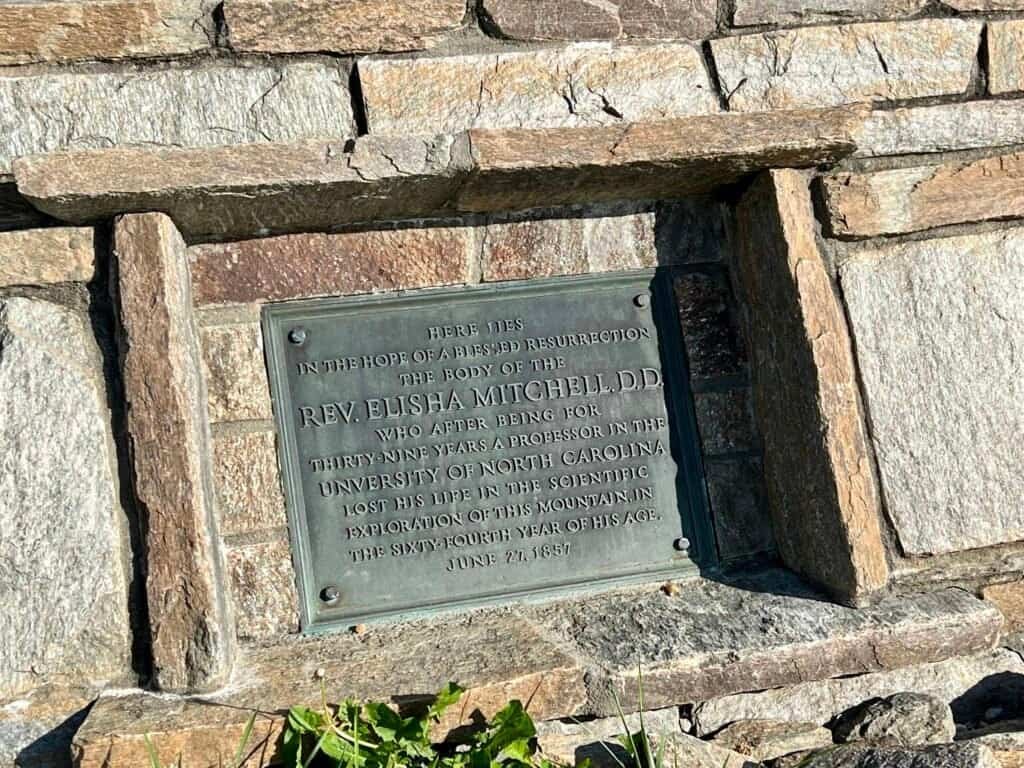 HERE LIES
IN THE HOPE OF A BLESSED RESURRECTION
THE BODY OF THE
REV. ELISHA MITCHELL, D.D.
WHO AFTER BEING FOR
THIRTY-NINE YEARS A PROFESSOR IN THE
UNVERSITY OF NORTH CAROLINA
LOST HIS LIFE IN THE SCIENTIFIC
EXPLORATION OF THIS MOUNTAIN, IN
THE SIXTY-FOURTH YEAR OF HIS AGE.
JUNE 27, 1857